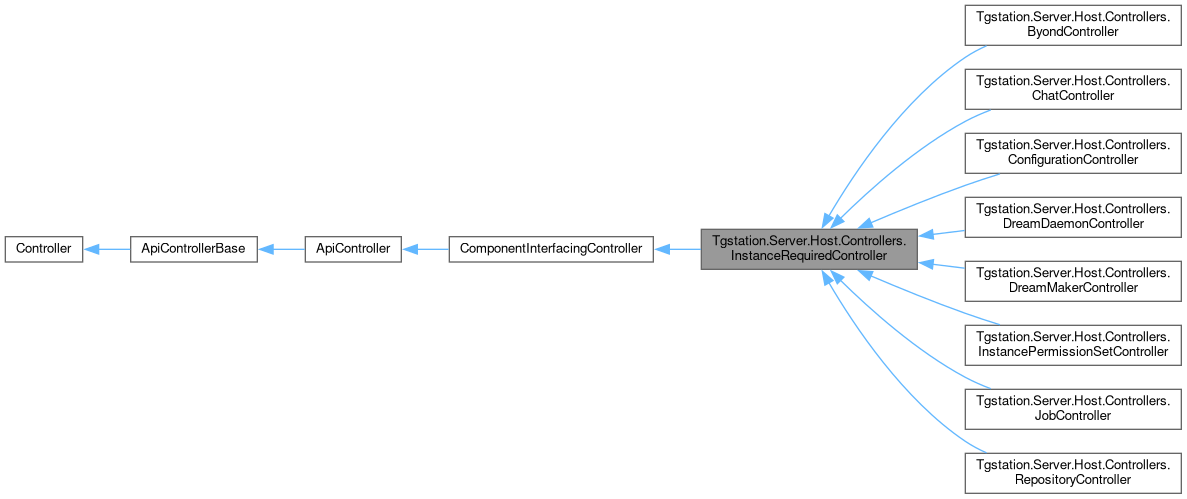 Controller
ApiControllerBase
ApiController
ComponentInterfacingController
Tgstation.Server.Host.Controllers.
InstanceRequiredController
Tgstation.Server.Host.Controllers.
ByondController
Tgstation.Server.Host.Controllers.
ChatController
Tgstation.Server.Host.Controllers.
ConfigurationController
Tgstation.Server.Host.Controllers.
DreamDaemonController
Tgstation.Server.Host.Controllers.
DreamMakerController
Tgstation.Server.Host.Controllers.
InstancePermissionSetController
Tgstation.Server.Host.Controllers.
JobController
Tgstation.Server.Host.Controllers.
RepositoryController